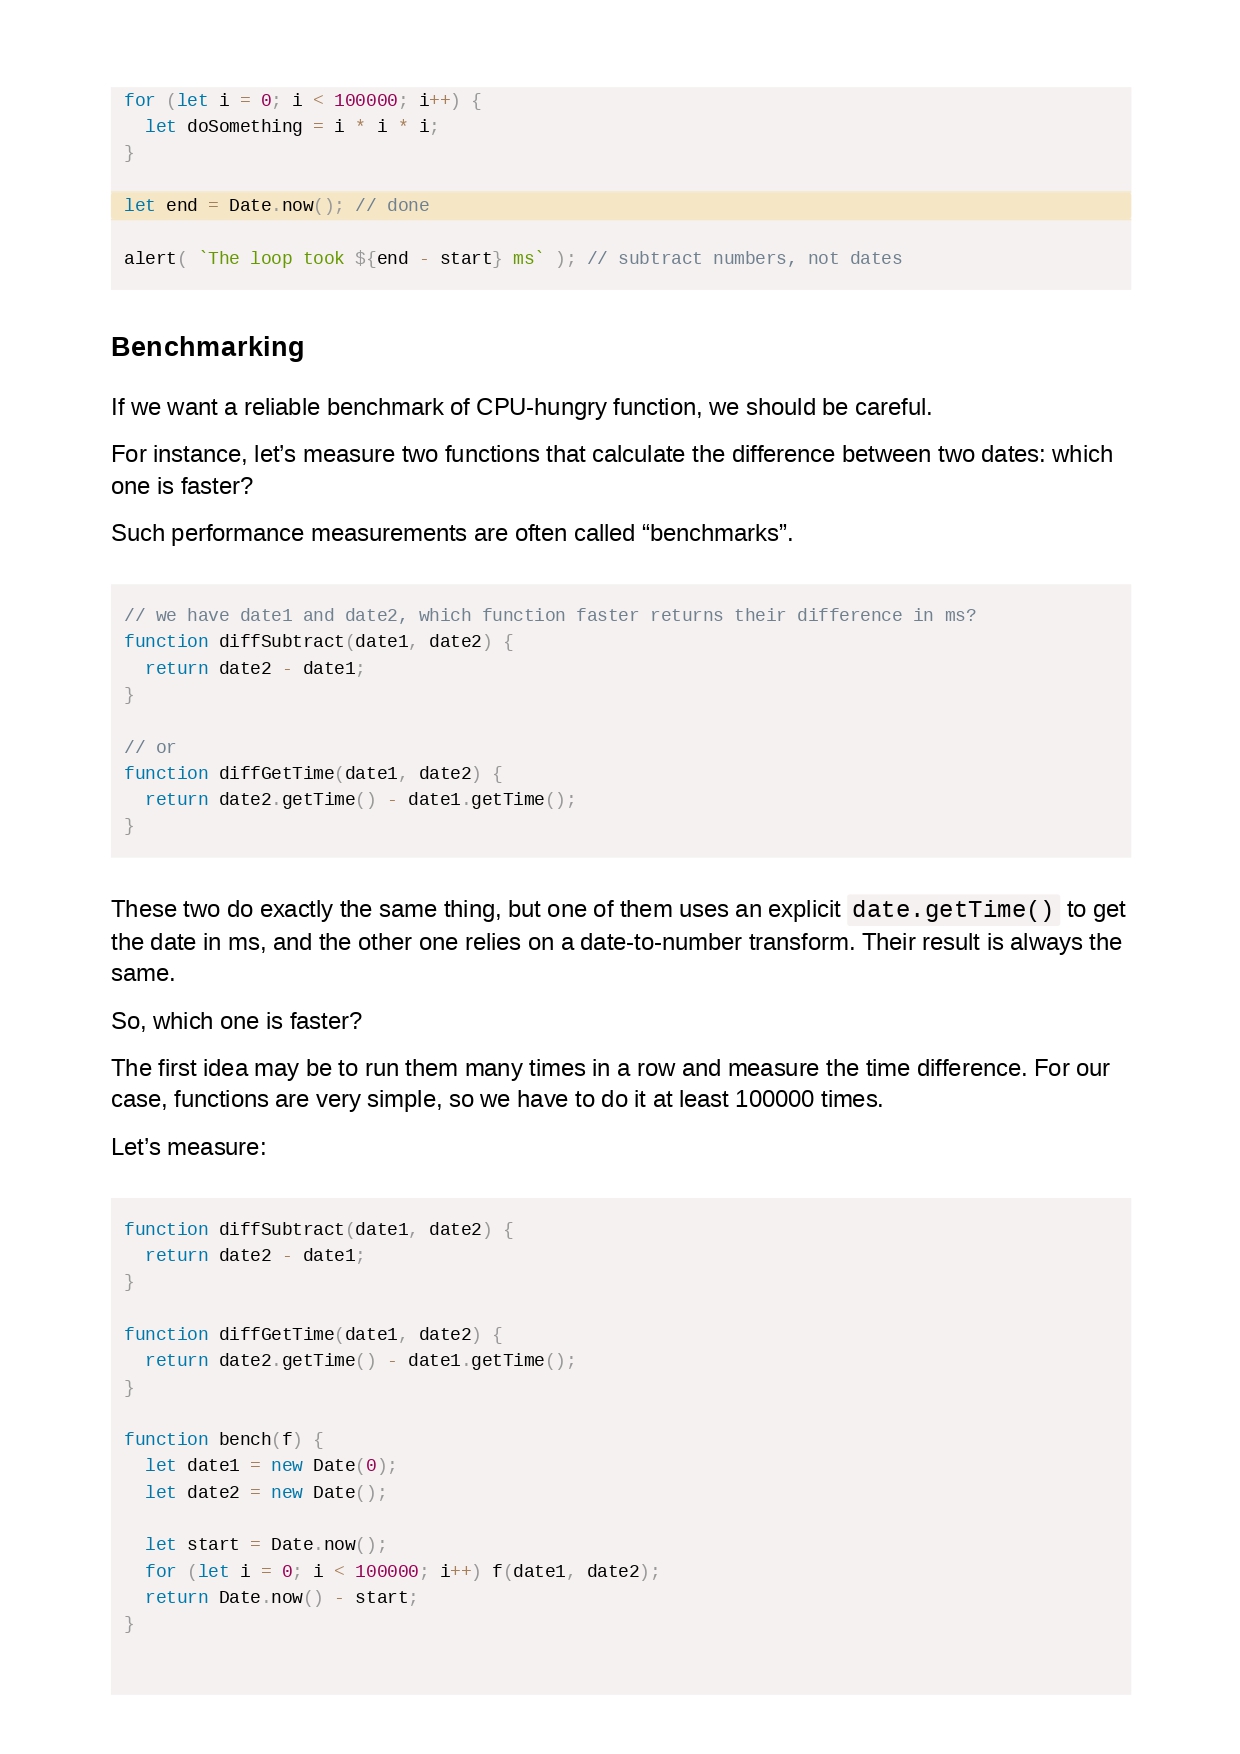 for (let i = 0; i < 100000; i++) {
  let doSomething = i * i * i;
}
let end = Date.now(); // done
alert( `The loop took ${end - start} ms` ); // subtract numbers, not dates
Benchmarking
If we want a reliable benchmark of CPU-hungry function, we should be careful.
For instance, let’s measure two functions that calculate the difference between two dates: which
one is faster?
Such performance measurements are often called “benchmarks”.
// we have date1 and date2, which function faster returns their difference in ms?
function diffSubtract(date1, date2) {
  return date2 - date1;
}
// or
function diffGetTime(date1, date2) {
  return date2.getTime() - date1.getTime();
}
These two do exactly the same thing, but one of them uses an explicit date.getTime() to get
the date in ms, and the other one relies on a date-to-number transform. Their result is always the
same.
So, which one is faster?
The first idea may be to run them many times in a row and measure the time difference. For our
case, functions are very simple, so we have to do it at least 100000 times.
Let’s measure:
function diffSubtract(date1, date2) {
  return date2 - date1;
}
function diffGetTime(date1, date2) {
  return date2.getTime() - date1.getTime();
}
function bench(f) {
  let date1 = new Date(0);
  let date2 = new Date();
  let start = Date.now();
  for (let i = 0; i < 100000; i++) f(date1, date2);
  return Date.now() - start;
}